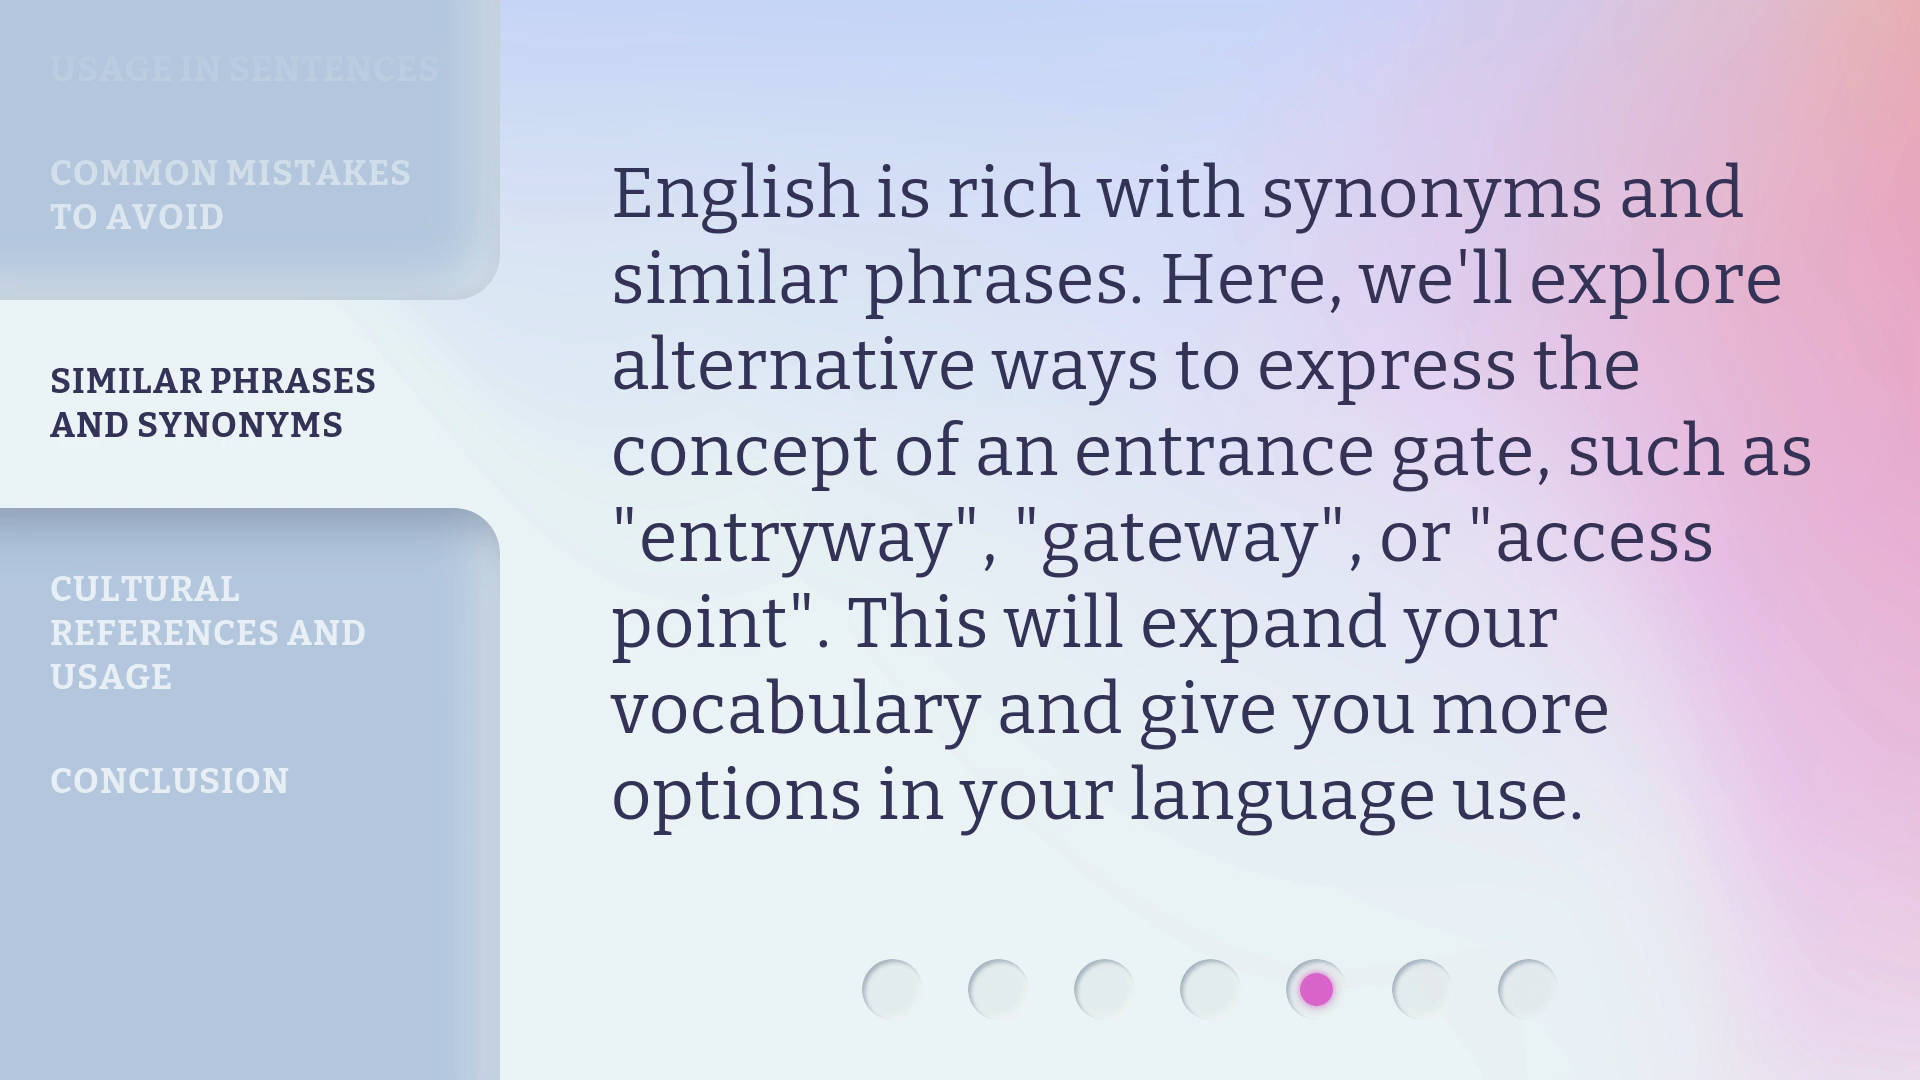 USAGE IN SENTENCES
COMMON MISTAKES
TO AVOID
SIMILAR PHRASES
AND SYNONYMS
CULTURAL
REFERENCES AND
USAGE
CONCLUSION
English is rich with synonyms and
similar phrases. Here, we'll explore
alternative ways to express the
concept of an entrance gate, such as
"entryway", "gateway", or "access
point". This will expand your
vocabulary and give you more
options in your language use.